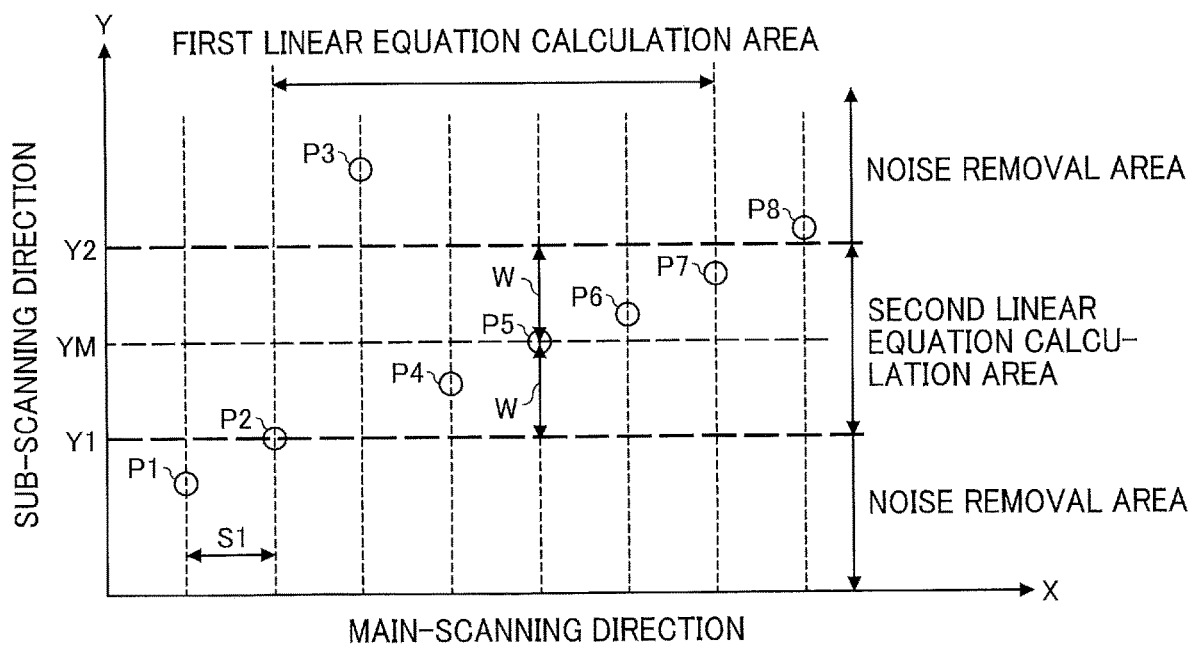 Y
FIRST LINEAR EQUATION CALCULATION AREA
P3
NOISE REMOVAL AREA
P8
Y2
W
P7
P6
SECOND LINEAR
EQUATION CALCU-
LATION AREA
P5
YM
P4
W
P2
Y1
P1
NOISE REMOVAL AREA
S1
X
SUB-SCANNING DIRECTION
MAIN-SCANNING DIRECTION